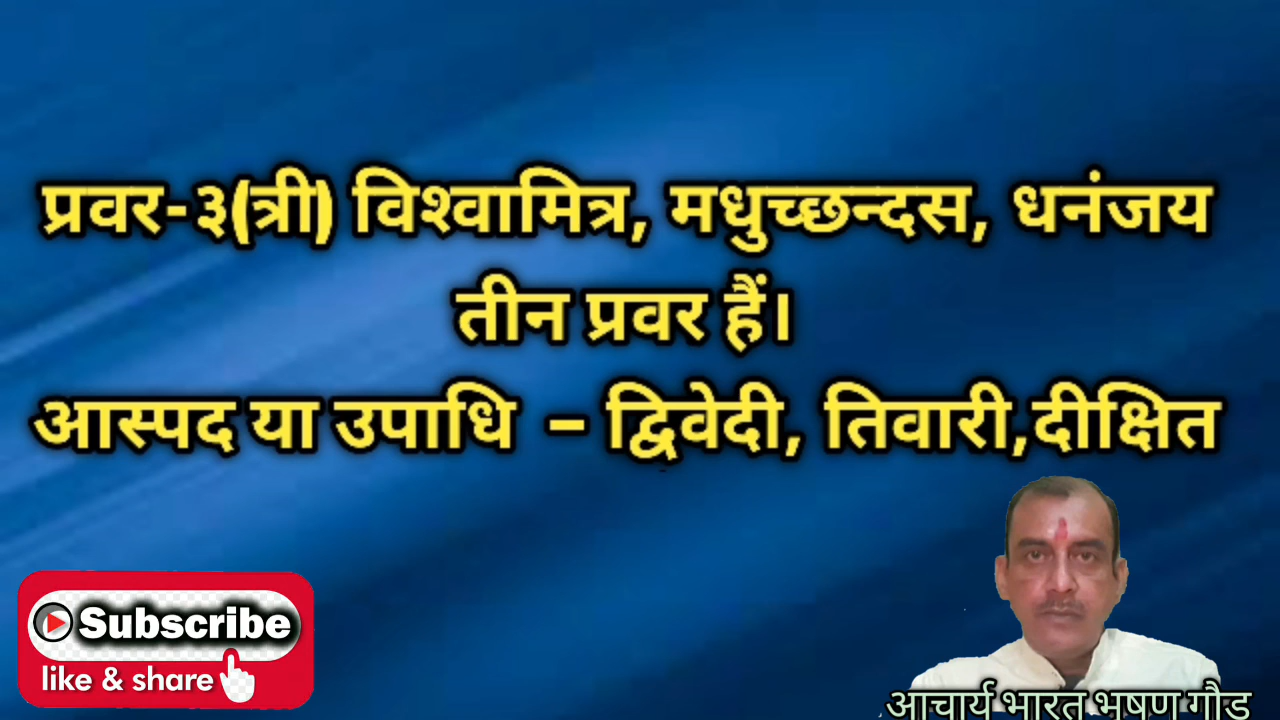 प्रवर-३(त्री) विश्वामित्र, मधुच्छन्दस, धनंजय
तीन प्रवर हैं।
आस्पद या उपाधि – द्विवेदी, तिवारी,दीक्षित
Subscribe
like & share
आचार्य भारत भूषण गौड़